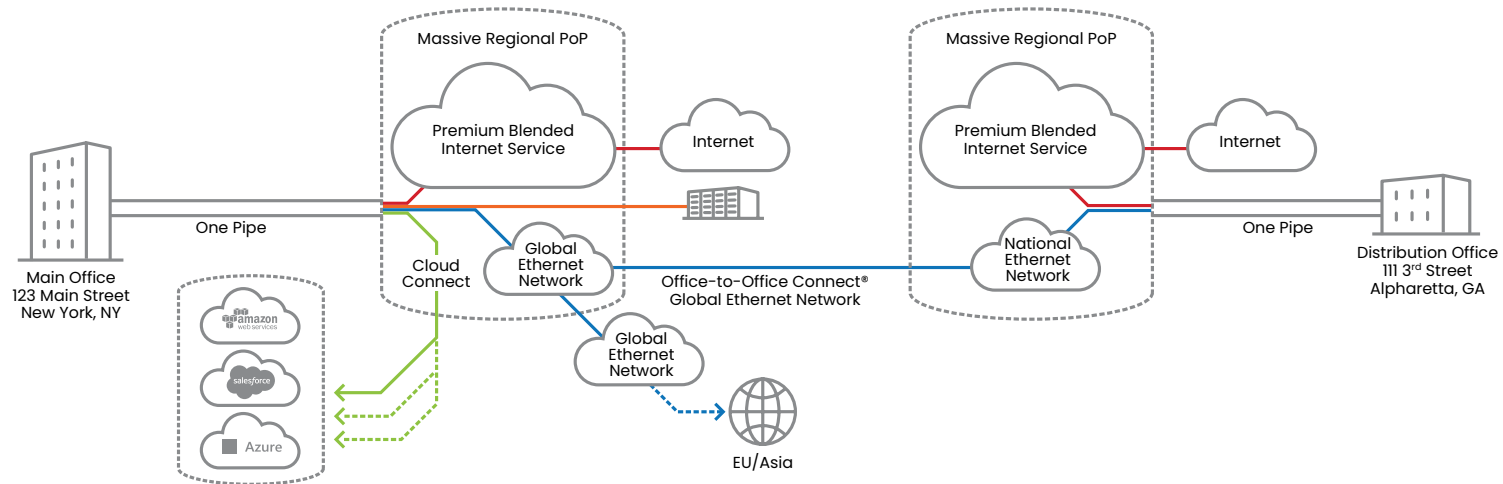 Massive Regional PoP
Premium Blended
Internet Service
Internet
Massive Regional PoP
Premium Blended
Internet Service
Internet
One Pipe
Main Office
123 Main Street
New York, NY
Cloud
Connect
Global
Ethernet
Network
Office-to-Office Connect®
Global Ethernet Network
National
Ethernet
Network
One Pipe
Distribution Office
111 3rd Street
Alpharetta, GA
amazon
web services
salesforce
Azure
Global
Ethernet
Network
EU/Asia